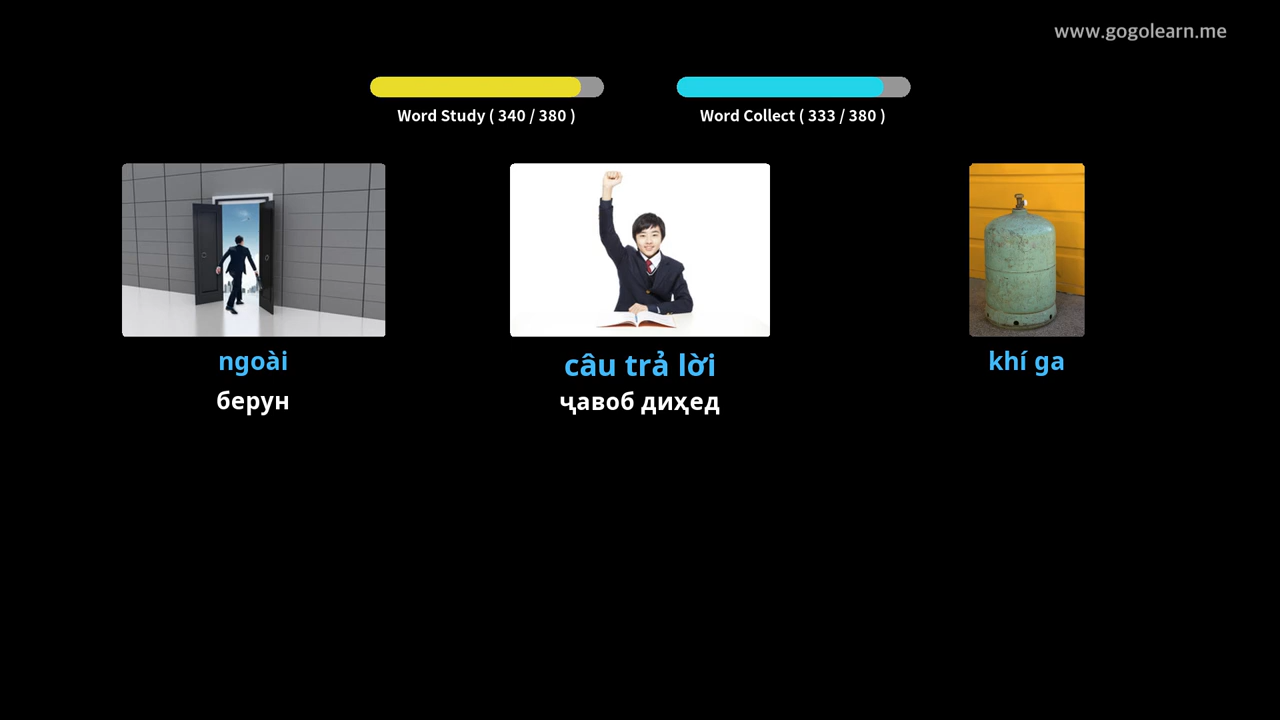 www.gogolearn.me
Word Study ( 340 / 380 )
Word Collect ( 333 / 380 )
ngoài
câu trả lời
khí ga
берун
ҷавоб диҳед